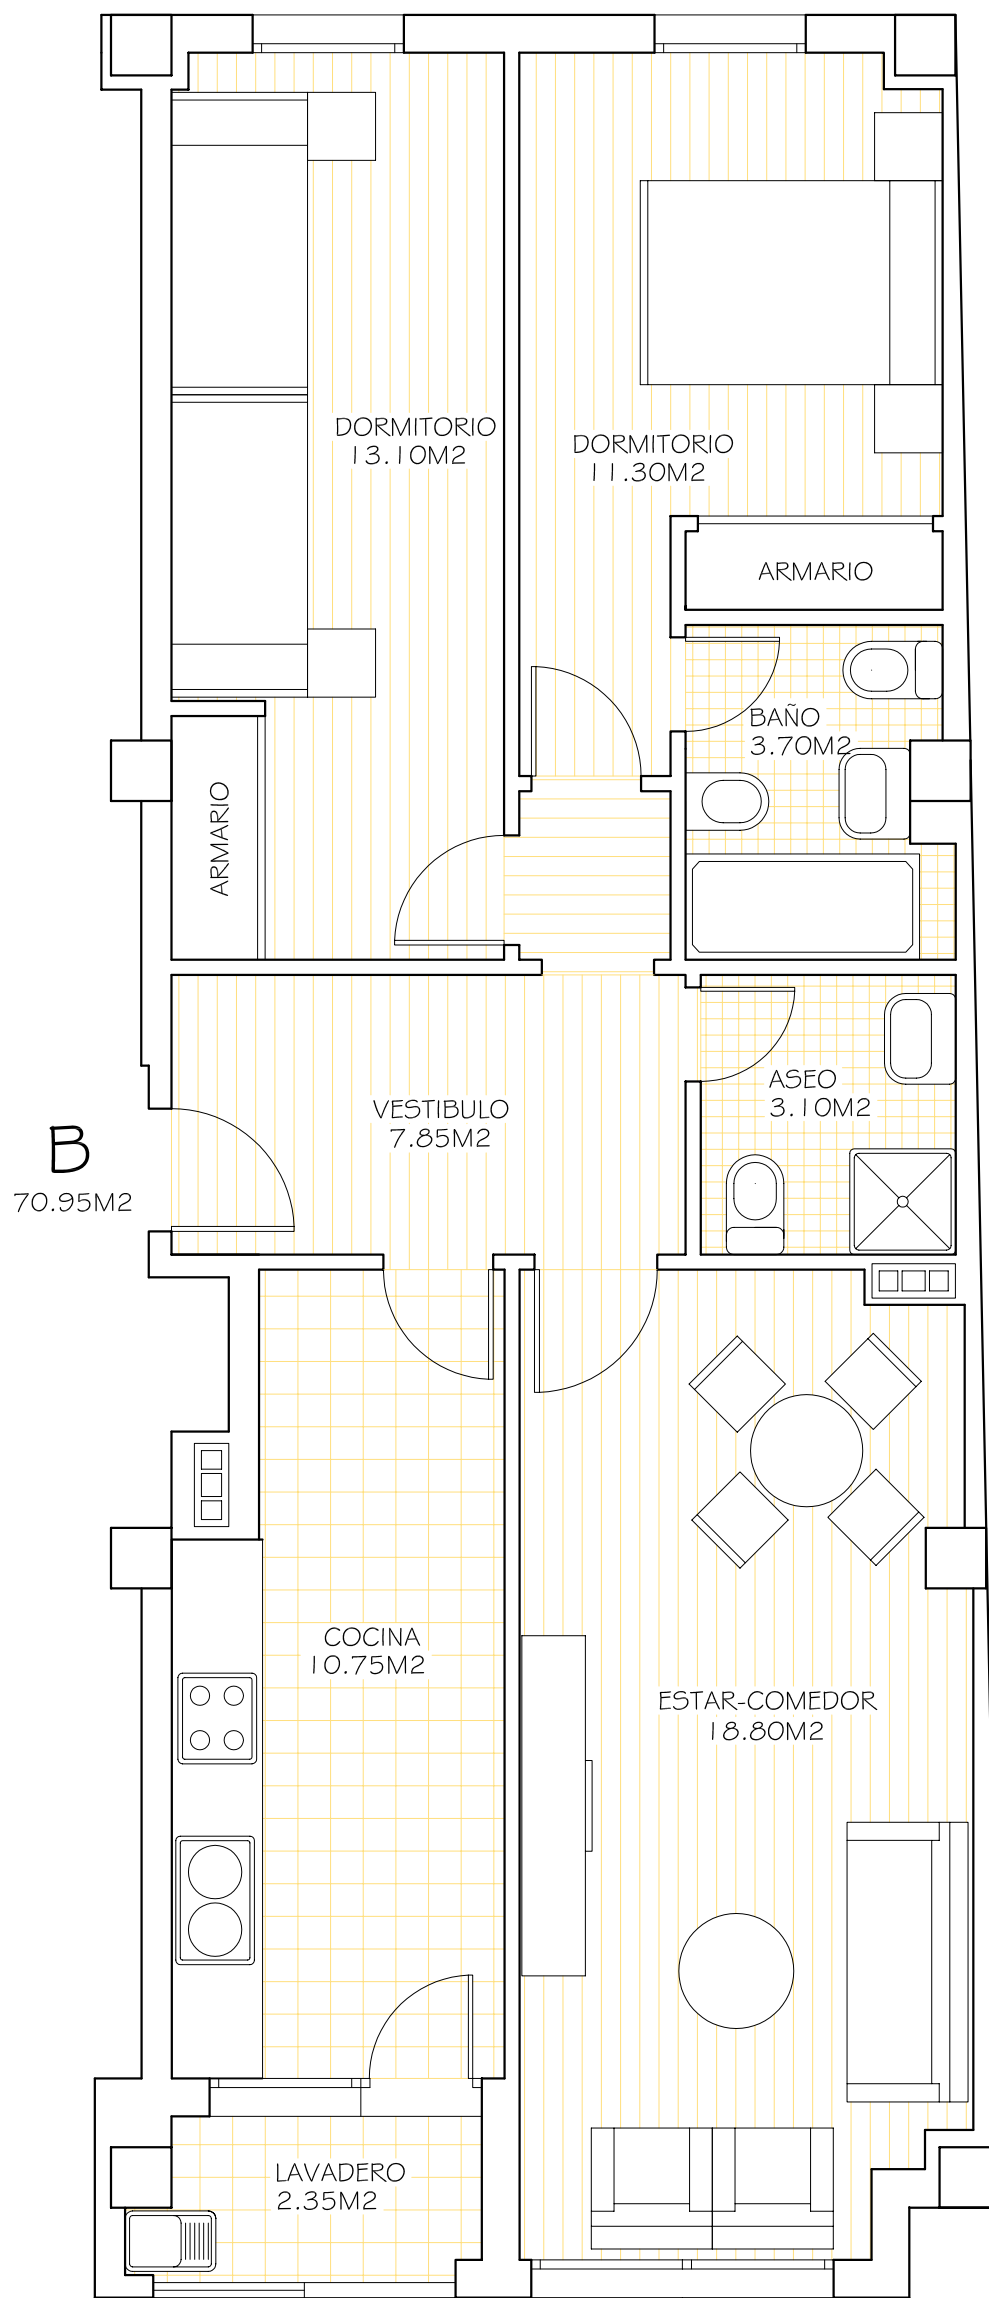 DORMITORIO
13.10M2
DORMITORIO
11.30M2
ARMARIO
BAÑO
3.70M2
ARMARIO
ASEO
3.10M2
VESTIBULO
7.85M2
B
70.95M2
COCINA
10.75M2
ESTAR-COMEDOR
18.80M2
LAVADERO
2.35M2